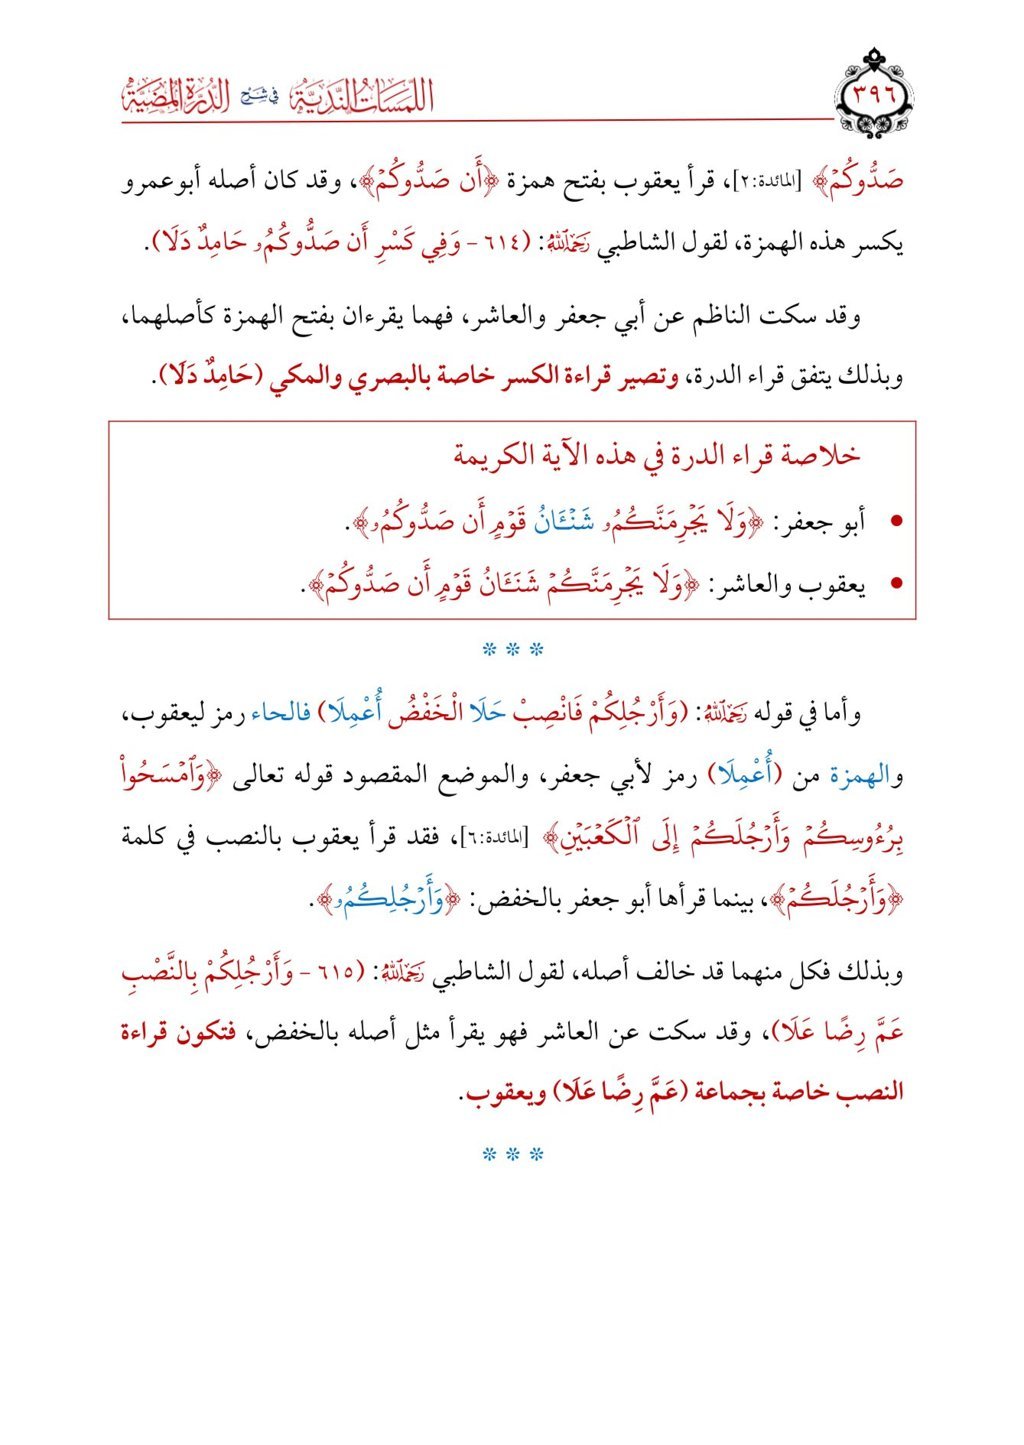 اللمسات الندية في شرح الدرة المضية
٣٩٦
صَدُّوكُمۡ﴾ [المائدة:٢]، قرأ يعقوب بفتح همزة ﴿أَن صَدُّوكُمۡ﴾، وقد كان أصله أبوعمرو
يكسر هذه الهمزة، لقول الشاطبي رَحِمَهُ اللَّهُ: (٦١٤ - وَفِي كَسْرِ أَن صَدُّوكُمُۥ حَامِدٌ دَلَا).
وقد سكت الناظم عن أبي جعفر والعاشر، فهما يقرءان بفتح الهمزة كأصلهما،
وبذلك يتفق قراء الدرة، وتصير قراءة الكسر خاصة بالبصري والمكي (حَامِدٌ دَلَا).
خلاصة قراء الدرة في هذه الآية الكريمة
• أبو جعفر: ﴿وَلَا يَجۡرِمَنَّكُمُۥ شَنۡـَٔانُ قَوۡمٍ أَن صَدُّوكُمُۥ﴾.
• يعقوب والعاشر: ﴿وَلَا يَجۡرِمَنَّكُمۡ شَنَـَٔانُ قَوۡمٍ أَن صَدُّوكُمۡ﴾.
* * *
وأما في قوله رَحِمَهُ اللَّهُ: (وَأَرْجُلِكُمْ فَانْصِبْ حَلَا الْخَفْضُ أُعْمِلَا) فالحاء رمز ليعقوب،
والهمزة من (أُعْمِلَا) رمز لأبي جعفر، والموضع المقصود قوله تعالى ﴿وَٱمۡسَحُواْ
بِرُءُوسِكُمۡ وَأَرۡجُلَكُمۡ إِلَى ٱلۡكَعۡبَيۡنِ﴾ [المائدة:٦]، فقد قرأ يعقوب بالنصب في كلمة
﴿وَأَرۡجُلَكُمۡ﴾، بينما قرأها أبو جعفر بالخفض: ﴿وَأَرۡجُلِكُمُۥ﴾.
وبذلك فكل منهما قد خالف أصله، لقول الشاطبي رَحِمَهُ اللَّهُ: (٦١٥ - وَأَرْجُلِكُمْ بِالنَّصْبِ
عَمَّ رِضًا عَلَا)، وقد سكت عن العاشر فهو يقرأ مثل أصله بالخفض، فتكون قراءة
النصب خاصة بجماعة (عَمَّ رِضًا عَلَا) ويعقوب.
* * *